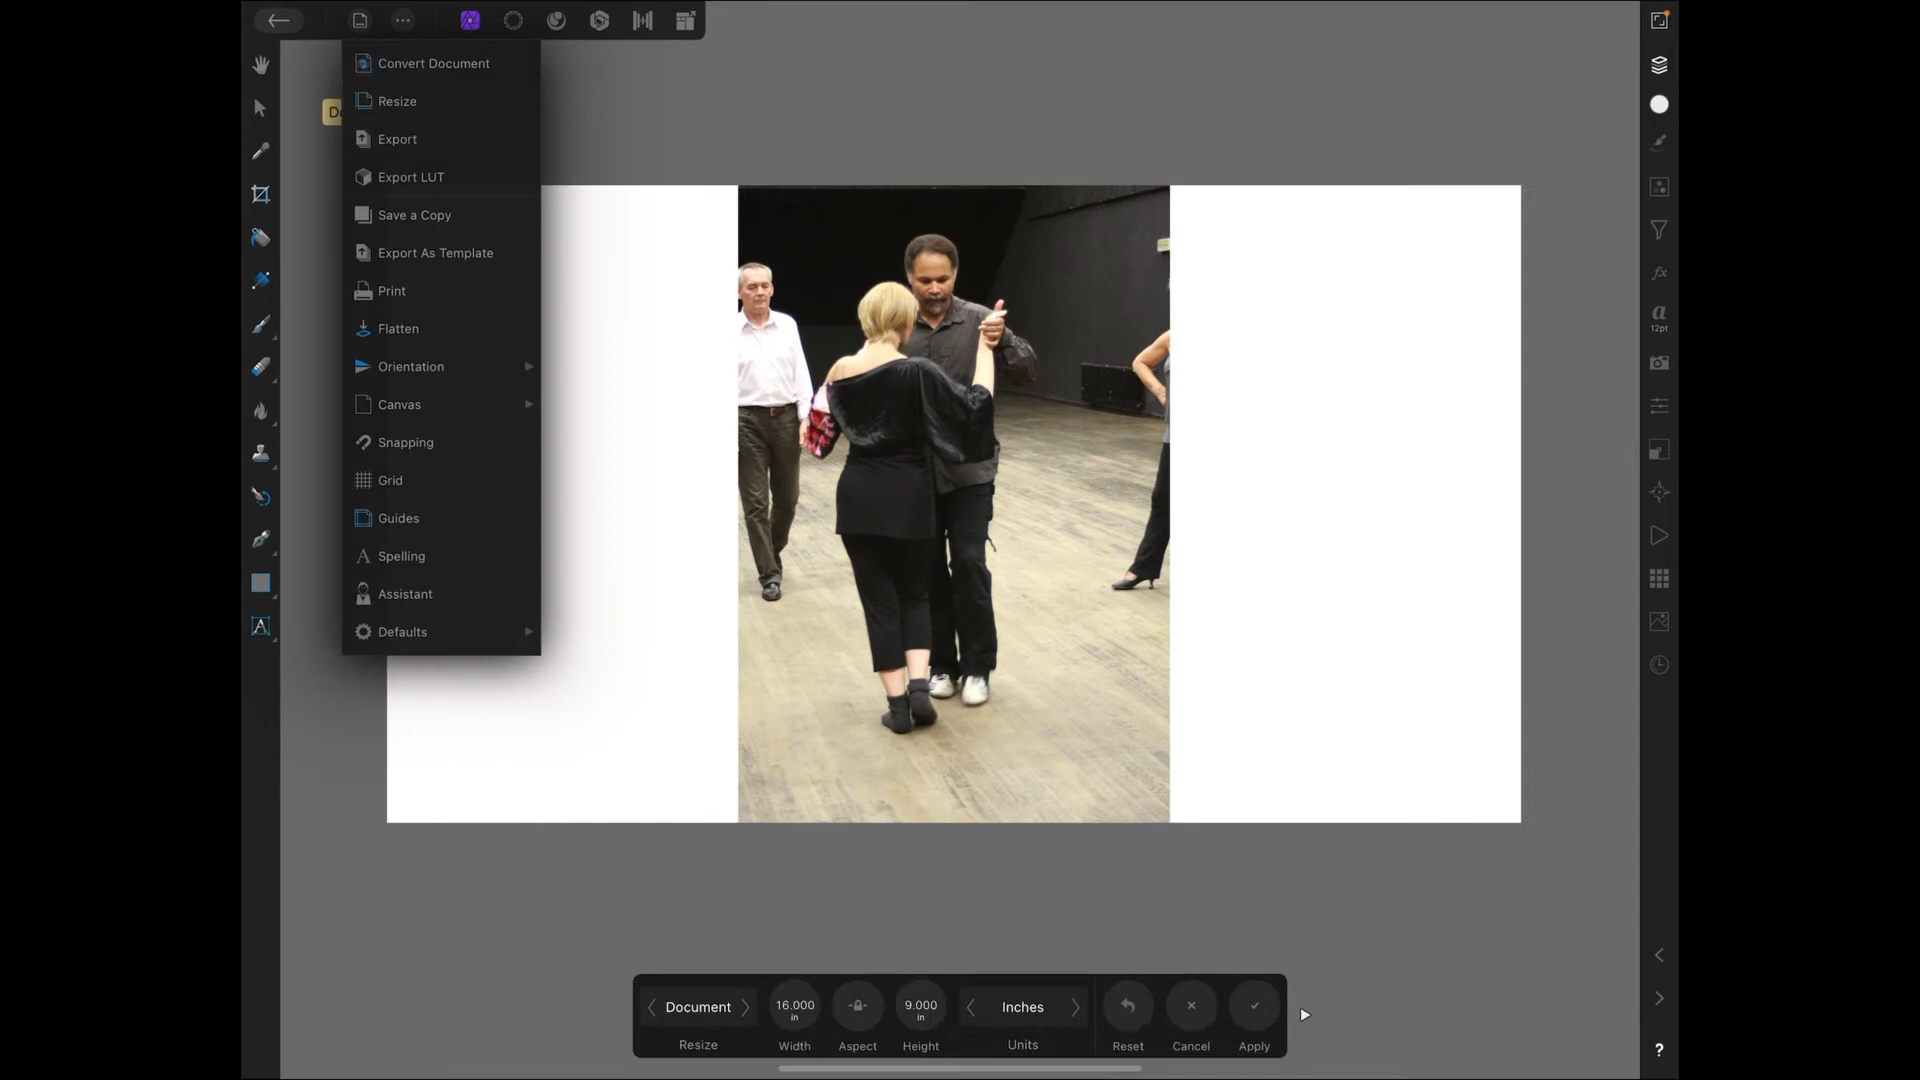 Convert Document
Resize
Do
Export
Export LUT
Save a Copy
Export As Template
Print
Flatten
Orientation
Canvas
Snapping
Grid
Guides
A Spelling
Assistant
Defaults
A
fx
a
12pt
Document
Resize
16.000
in
Width
Aspect
9.000
in
Height
Inches
Units
Reset
Cancel
Apply
?